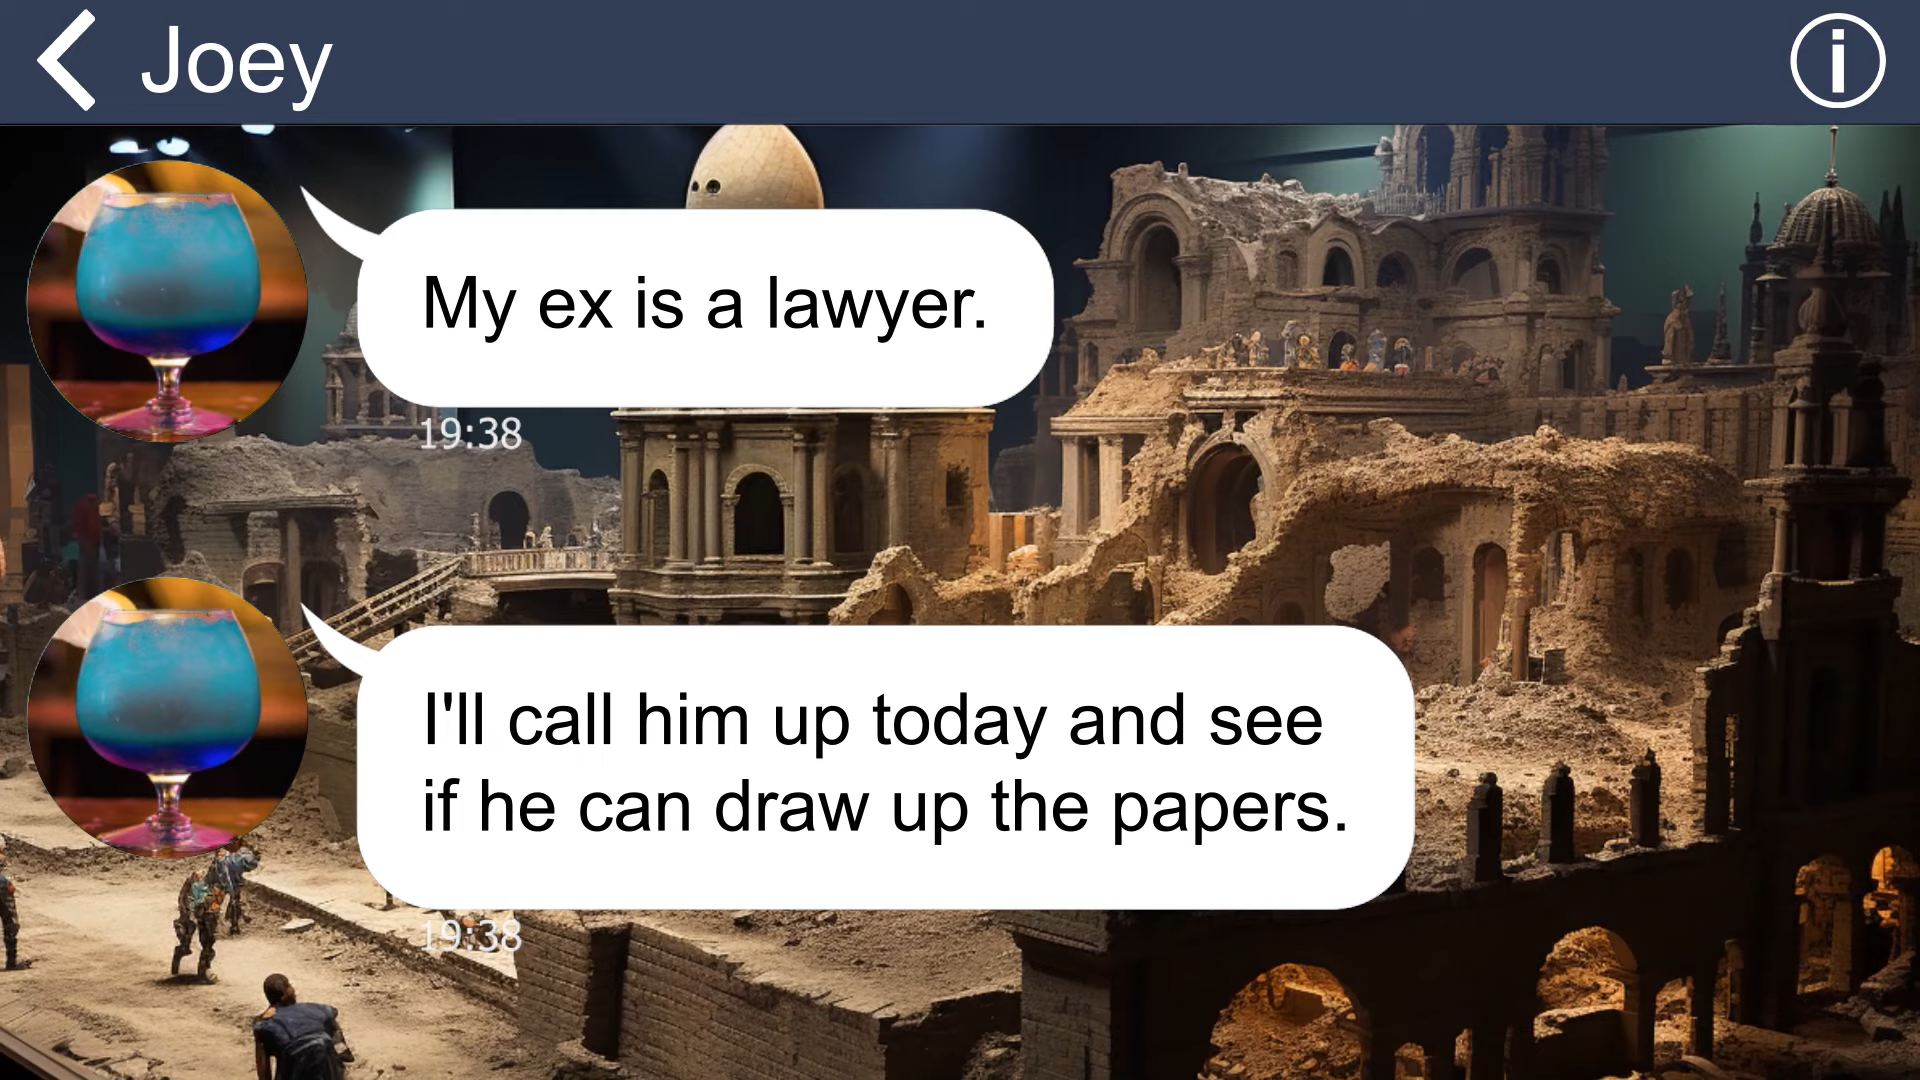 Joey
My ex is a lawyer.
19:38
I'll call him up today and see
if he can draw up the papers.
19:38